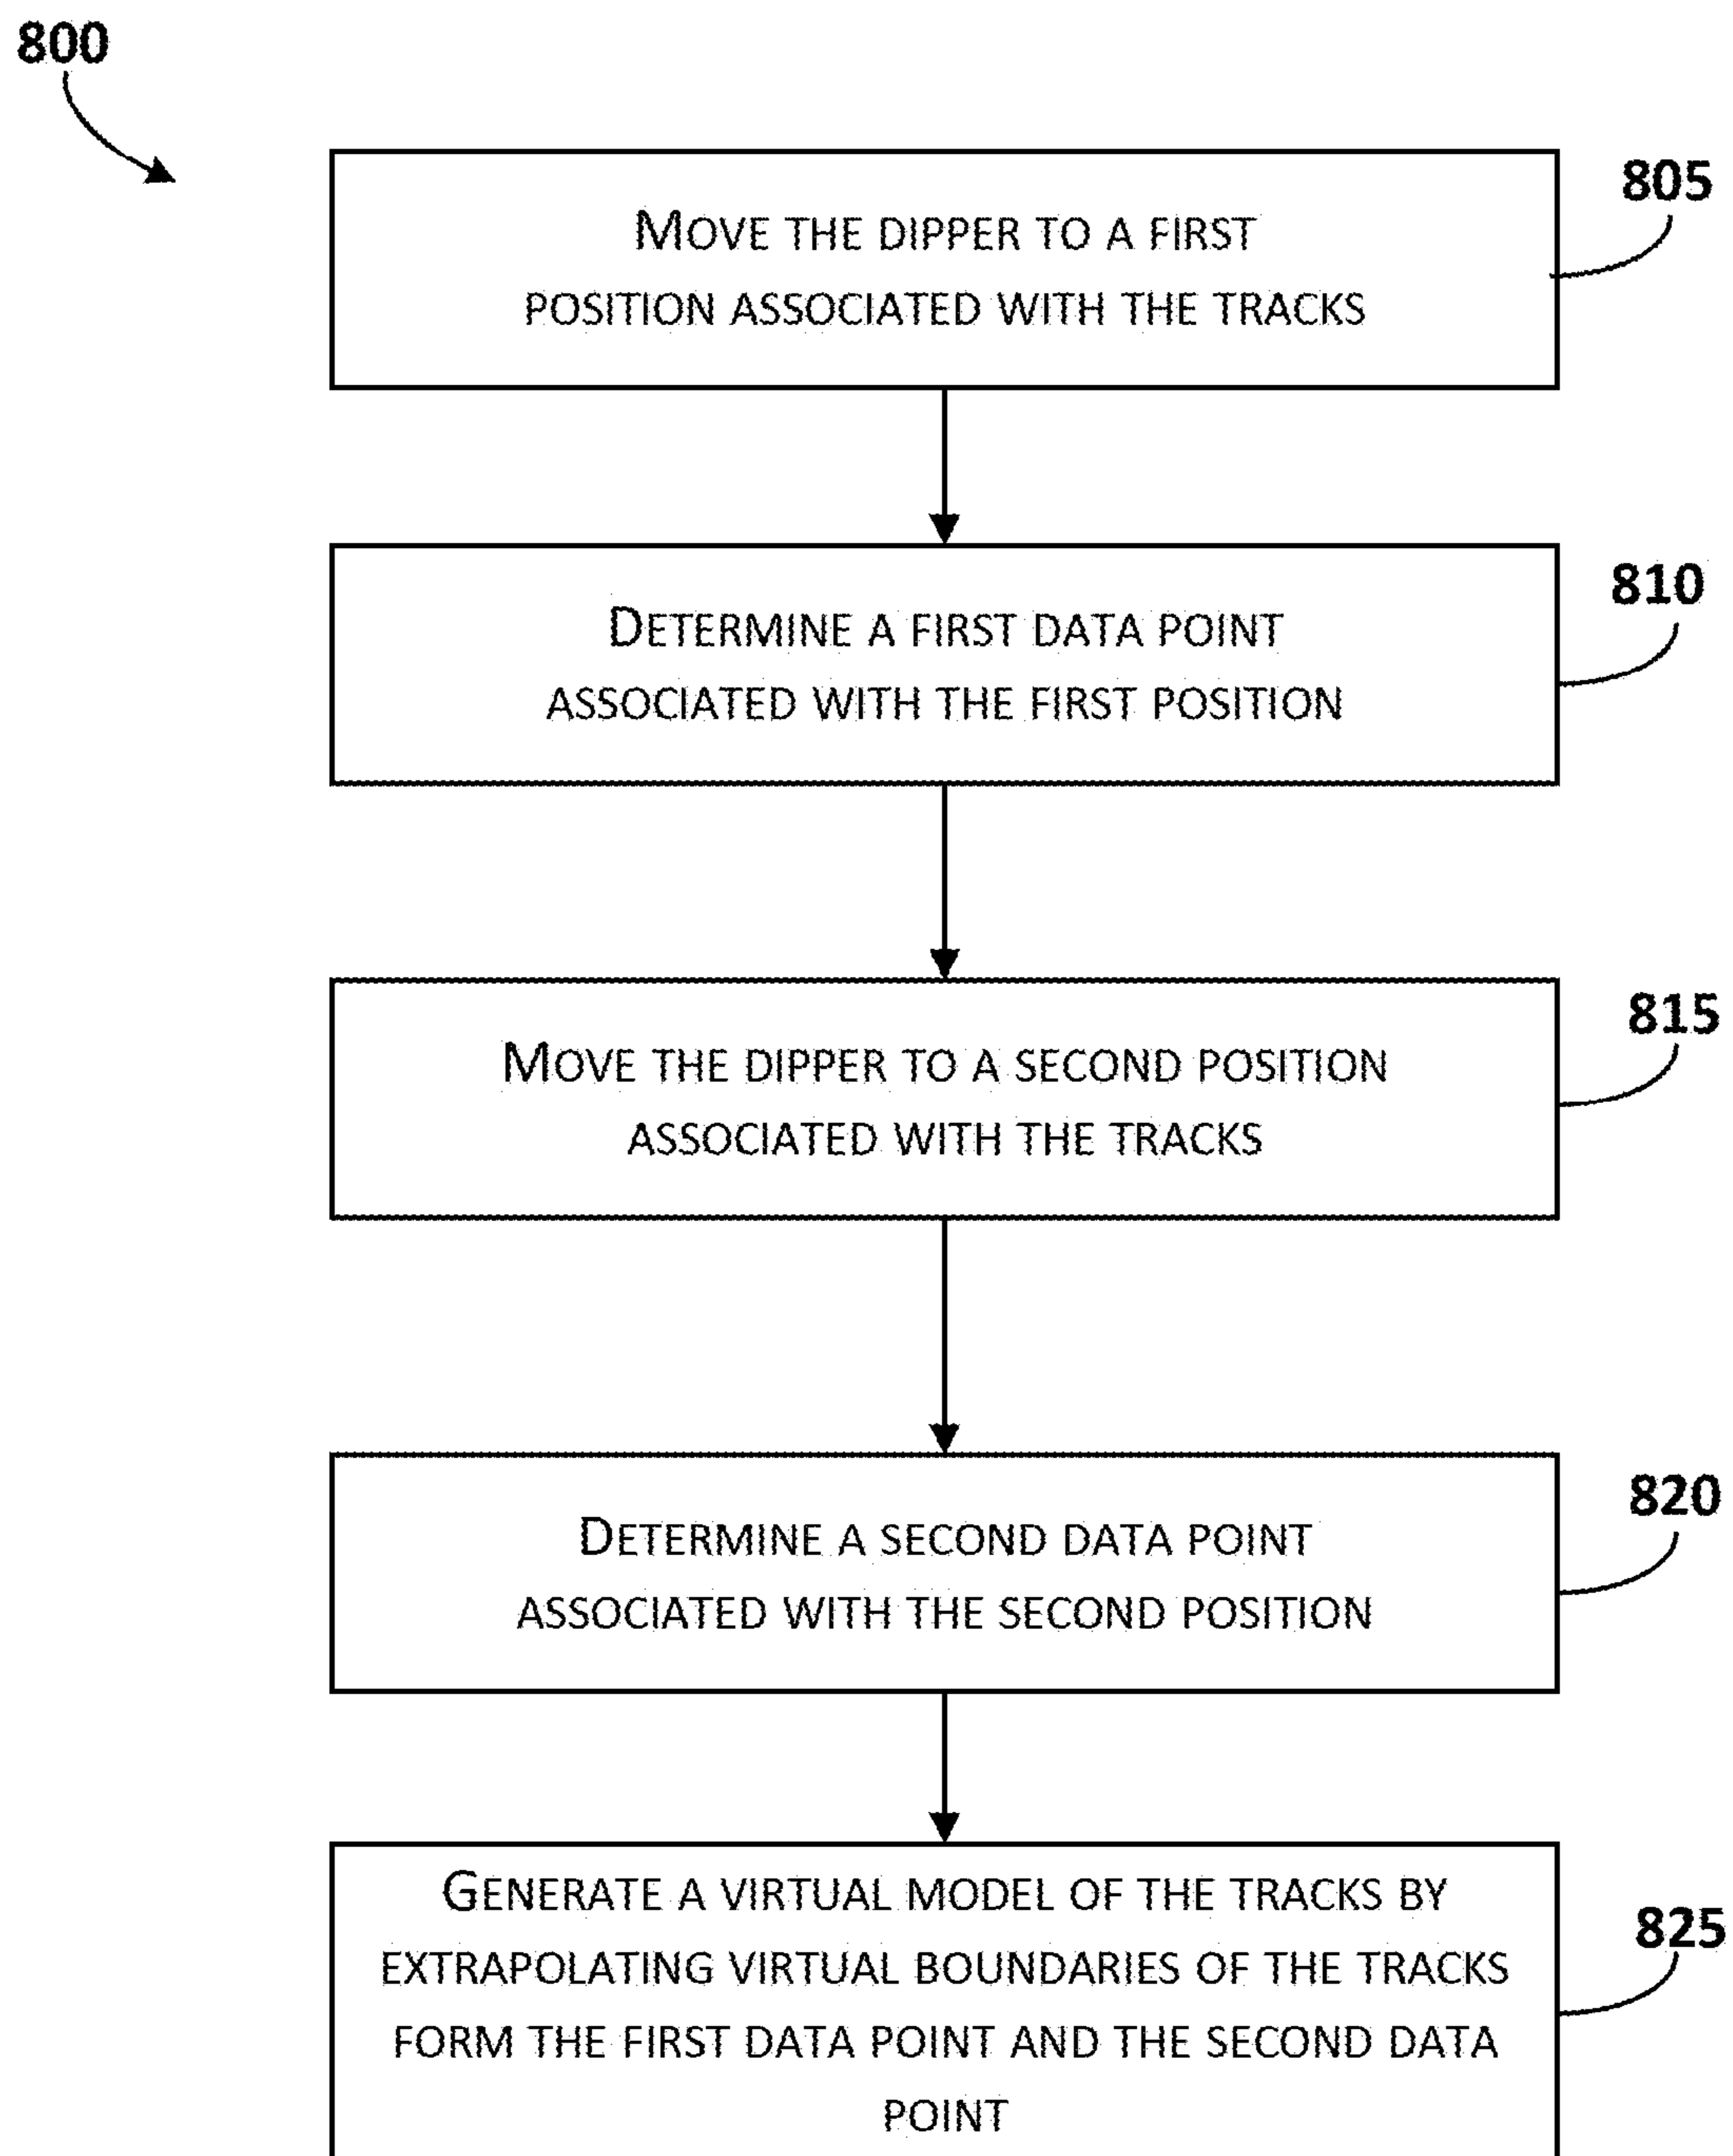 800
MOVE THE DIPPER TO A FIRST
POSITION ASSOCIATED WITH THE TRACKS
805
DETERMINE A FIRST DATA POINT
ASSOCIATED WITH THE FIRST POSITION
810
MOVE THE DIPPER TO A SECOND POSITION
ASSOCIATED WITH THE TRACKS
815
DETERMINE A SECOND DATA POINT
ASSOCIATED WITH THE SECOND POSITION
820
GENERATE A VIRTUAL MODEL OF THE TRACKS BY
EXTRAPOLATING VIRTUAL BOUNDARIES OF THE TRACKS
FORM THE FIRST DATA POINT AND THE SECOND DATA
POINT
825